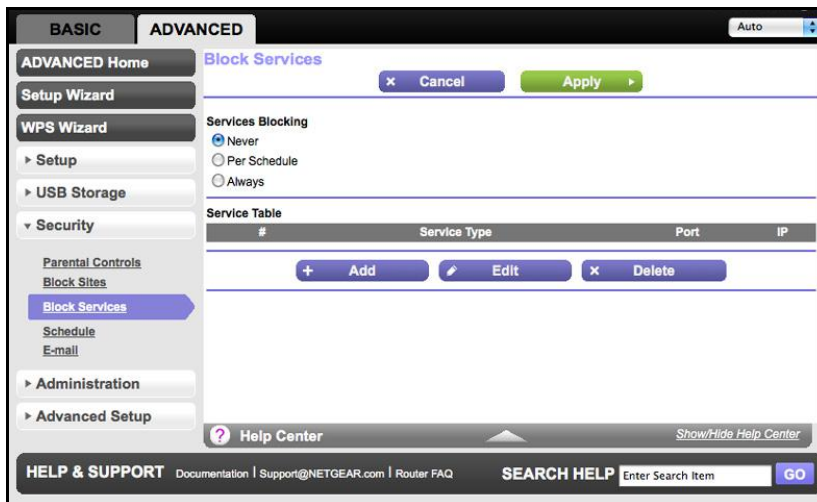 BASIC
ADVANCED
Auto
ADVANCED Home
Setup Wizard
WPS Wizard
Setup
USB Storage
Security
Parental Controls
Block Sites
Block Services
Schedule
E-mail
Administration
Advanced Setup
Block Services
Cancel
Apply
Services Blocking
Never
Per Schedule
Always
Service Table
# Service Type Port IP
Add
Edit
Delete
? Help Center
Show/Hide Help Center
HELP & SUPPORT Documentation | Support@NETGEAR.com | Router FAQ SEARCH HELP Enter Search Item GO